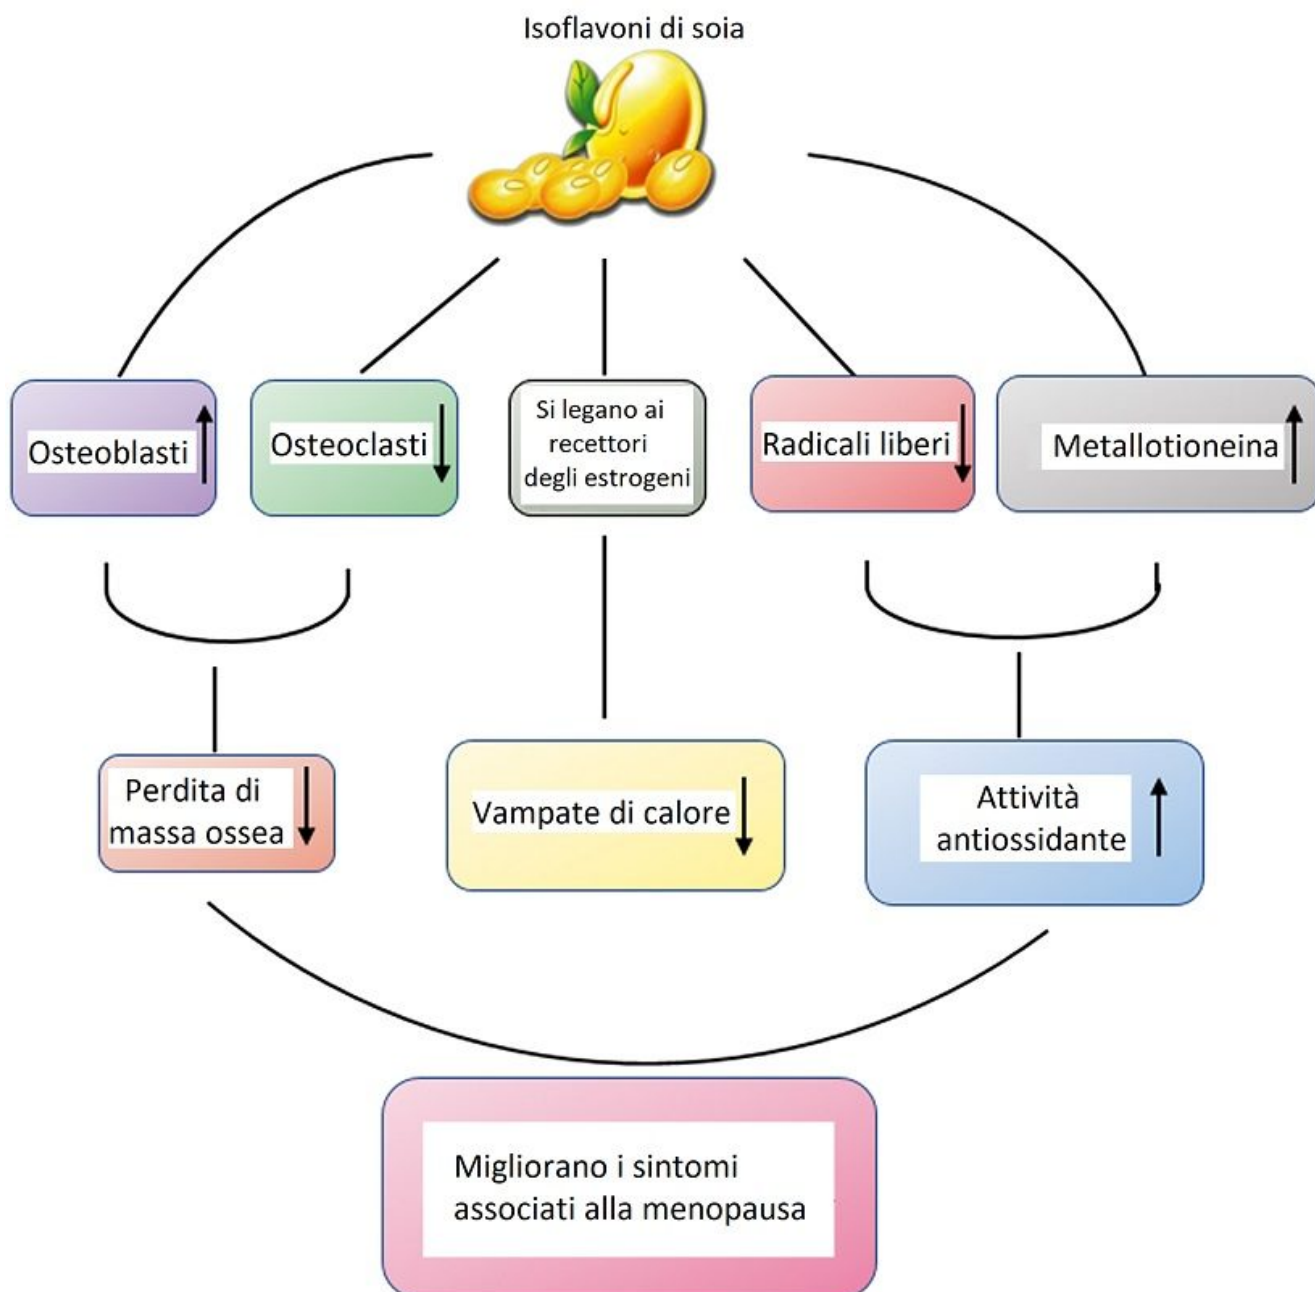 Isoflavoni di soia
Osteoblasti
Osteoclasti
Si legano ai
recettori
degli estrogeni
Radicali liberi
Metallotioneina
Perdita di
massa ossea
Vampate di calore
Attività
antiossidante
Migliorano i sintomi
associati alla menopausa